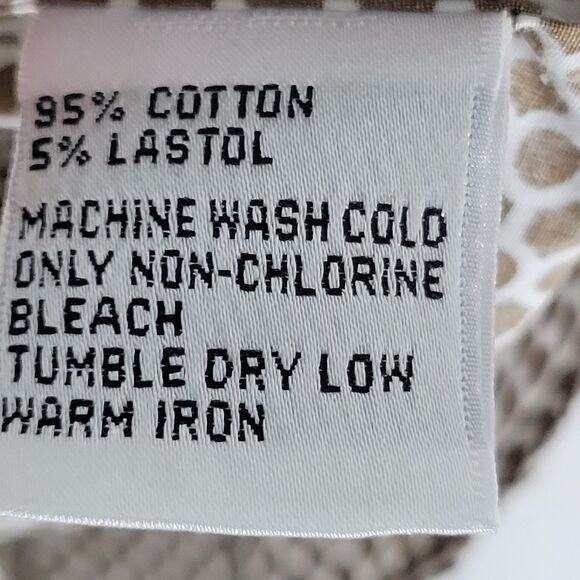 95% COTTON
5% LASTOL
MACHINE WASH COLD
ONLY NON-CHLORINE
BLEACH
TUMBLE DRY LOW
WARM IRON